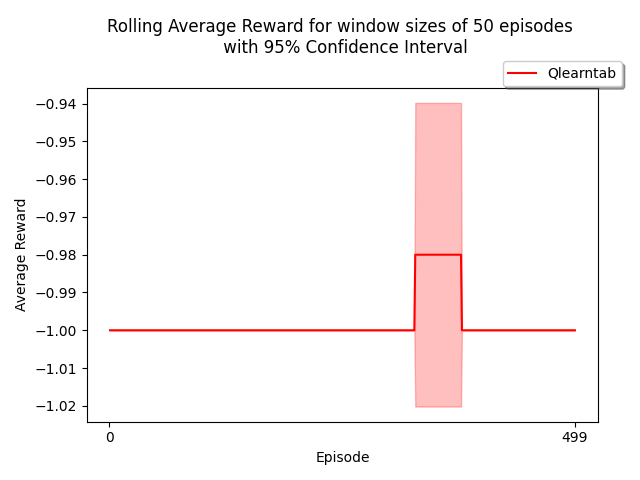 Rolling Average Reward for window sizes of 50 episodes
with 95% Confidence Interval
Qlearntab
−0.94
−0.95
−0.96
−0.97
−0.98
−0.99
−1.00
−1.01
−1.02
Average Reward
0
499
Episode